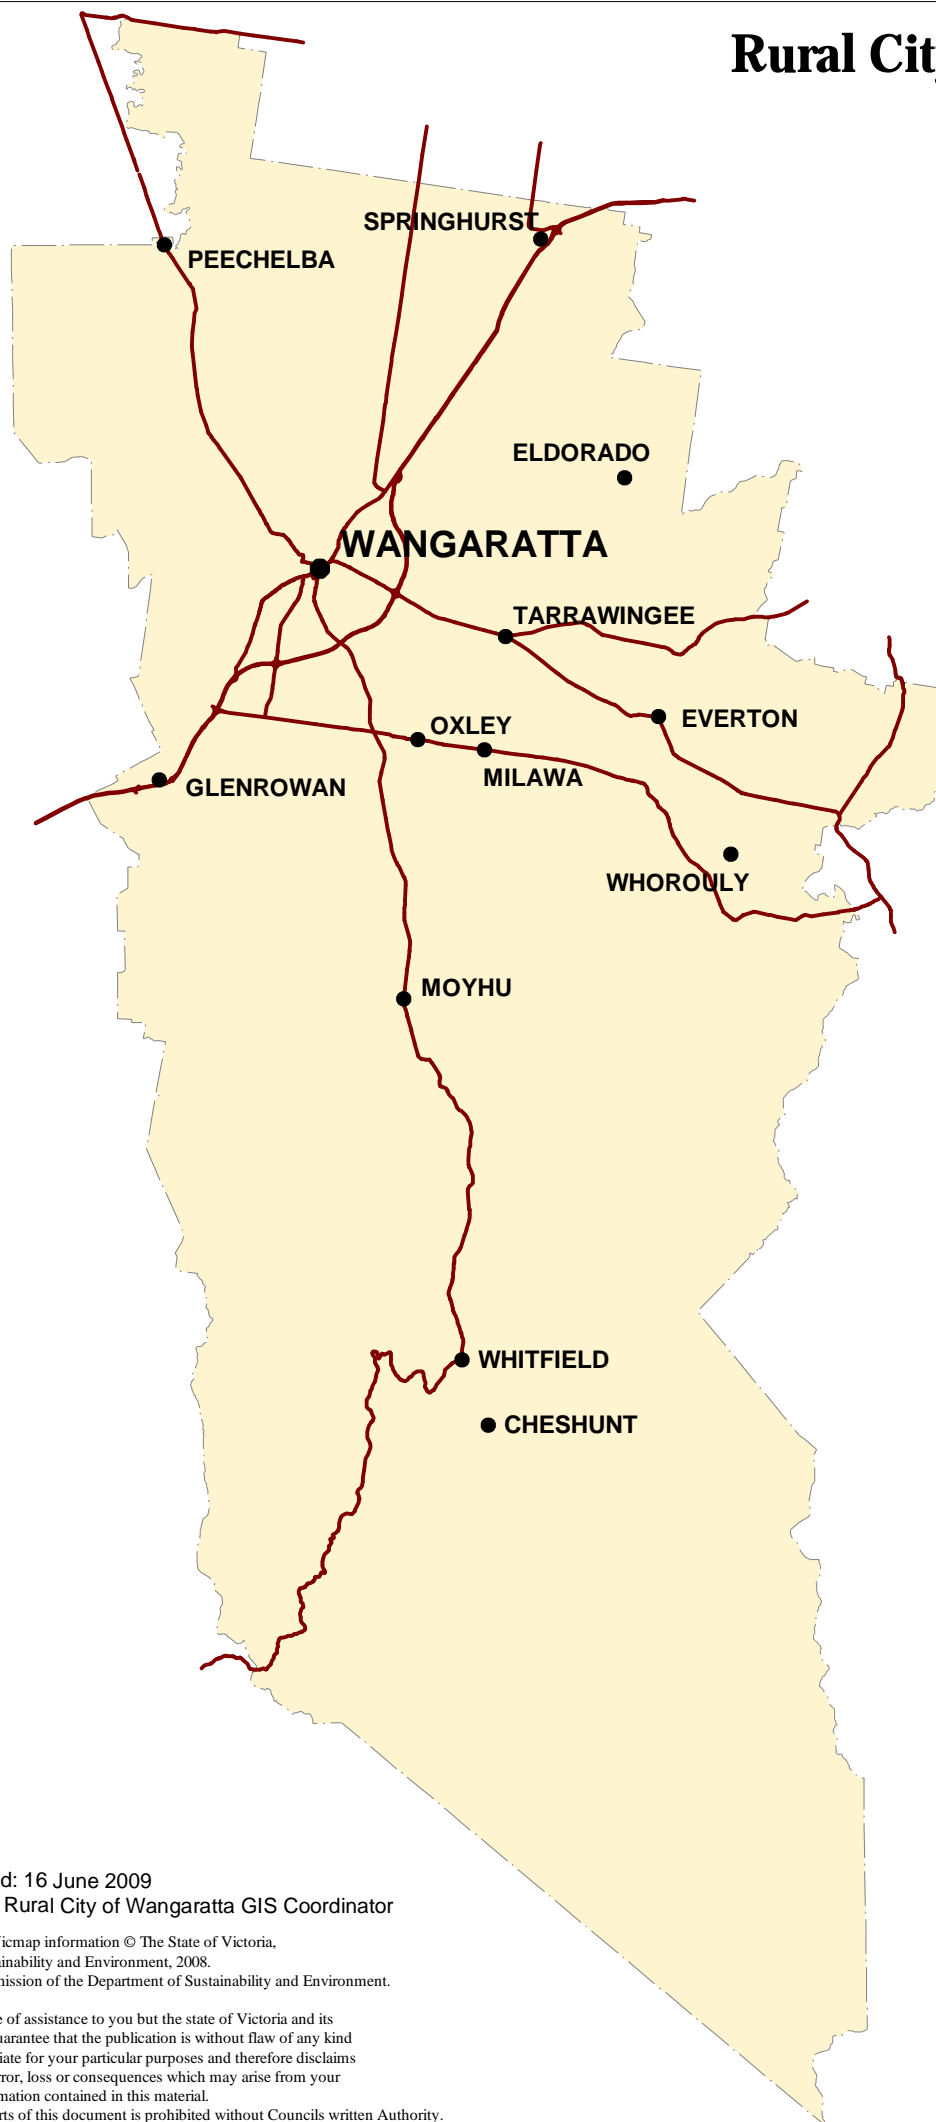 Rural City
SPRINGHURST
PEECHELBA
ELDORADO
WANGARATTA
TARRAWINGEE
EVERTON
OXLEY
MILAWA
GLENROWAN
WHOROULY
MOYHU
WHITFIELD
CHESHUNT
d: 16 June 2009
Rural City of Wangaratta GIS Coordinator
icmap information © The State of Victoria,
inability and Environment, 2008.
ission of the Department of Sustainability and Environment.
e of assistance to you but the state of Victoria and its
uarantee that the publication is without flaw of any kind
iate for your particular purposes and therefore disclaims
ror, loss or consequences which may arise from your
mation contained in this material.
rts of this document is prohibited without Councils written Authority.